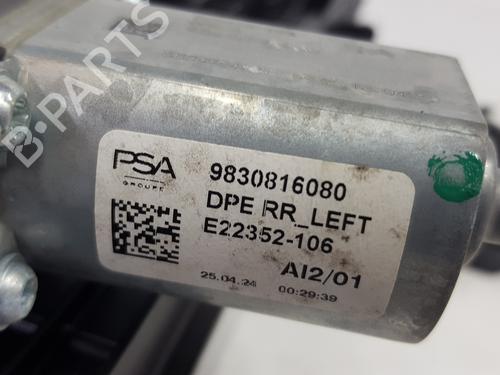 B-PARTS
PSA
GROUPE
9830816080
DPE RR_LEFT
E22352-106
AI2/01
25.04.24
00:29:39